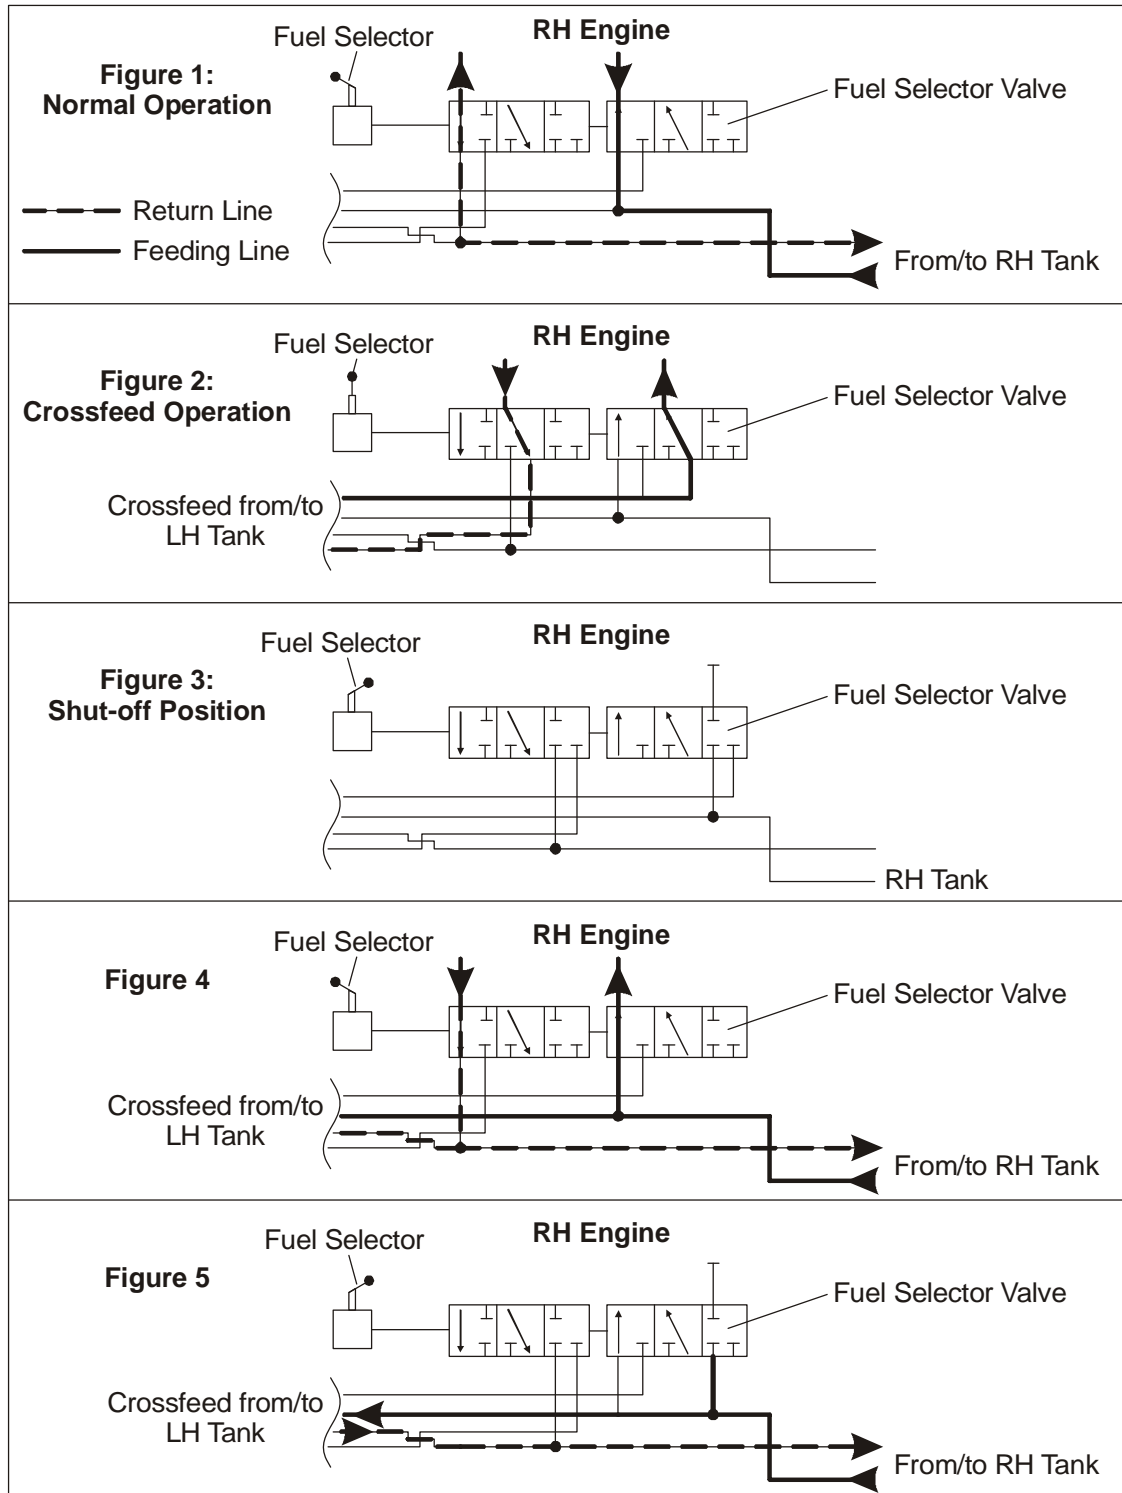 Fuel Selector
RH Engine
Figure 1:
Normal Operation
Fuel Selector Valve
Return Line
Feeding Line
From/to RH Tank
Fuel Selector
RH Engine
Figure 2:
Crossfeed Operation
Fuel Selector Valve
Crossfeed from/to
LH Tank
Fuel Selector
RH Engine
Figure 3:
Shut-off Position
Fuel Selector Valve
RH Tank
Fuel Selector
RH Engine
Figure 4
Fuel Selector Valve
Crossfeed from/to
LH Tank
From/to RH Tank
Fuel Selector
RH Engine
Figure 5
Fuel Selector Valve
Crossfeed from/to
LH Tank
From/to RH Tank